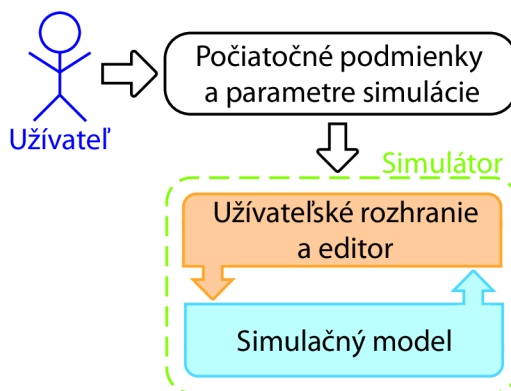 Počiatočné podmienky
a parametre simulácie
Užívateľ
Simulátor
Užívateľské rozhranie
a editor
Simulačný model